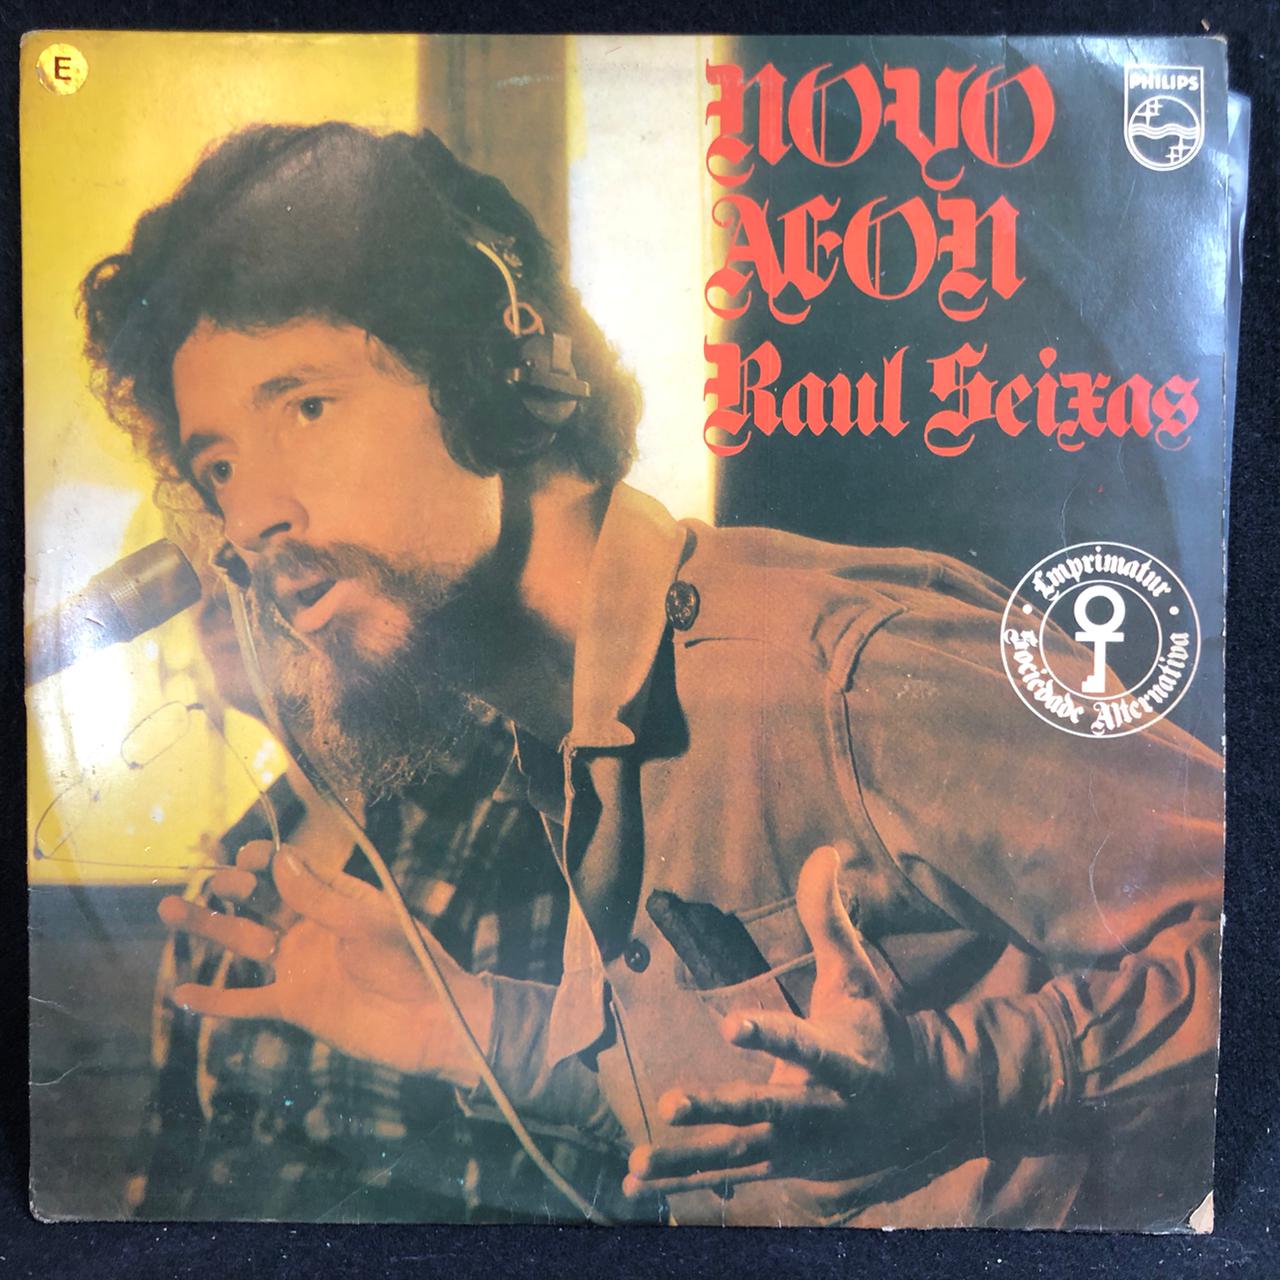 E
NOVO
AEON
Raul Seixas
PHILIPS
Imprimatur
Sociedade Alternativa